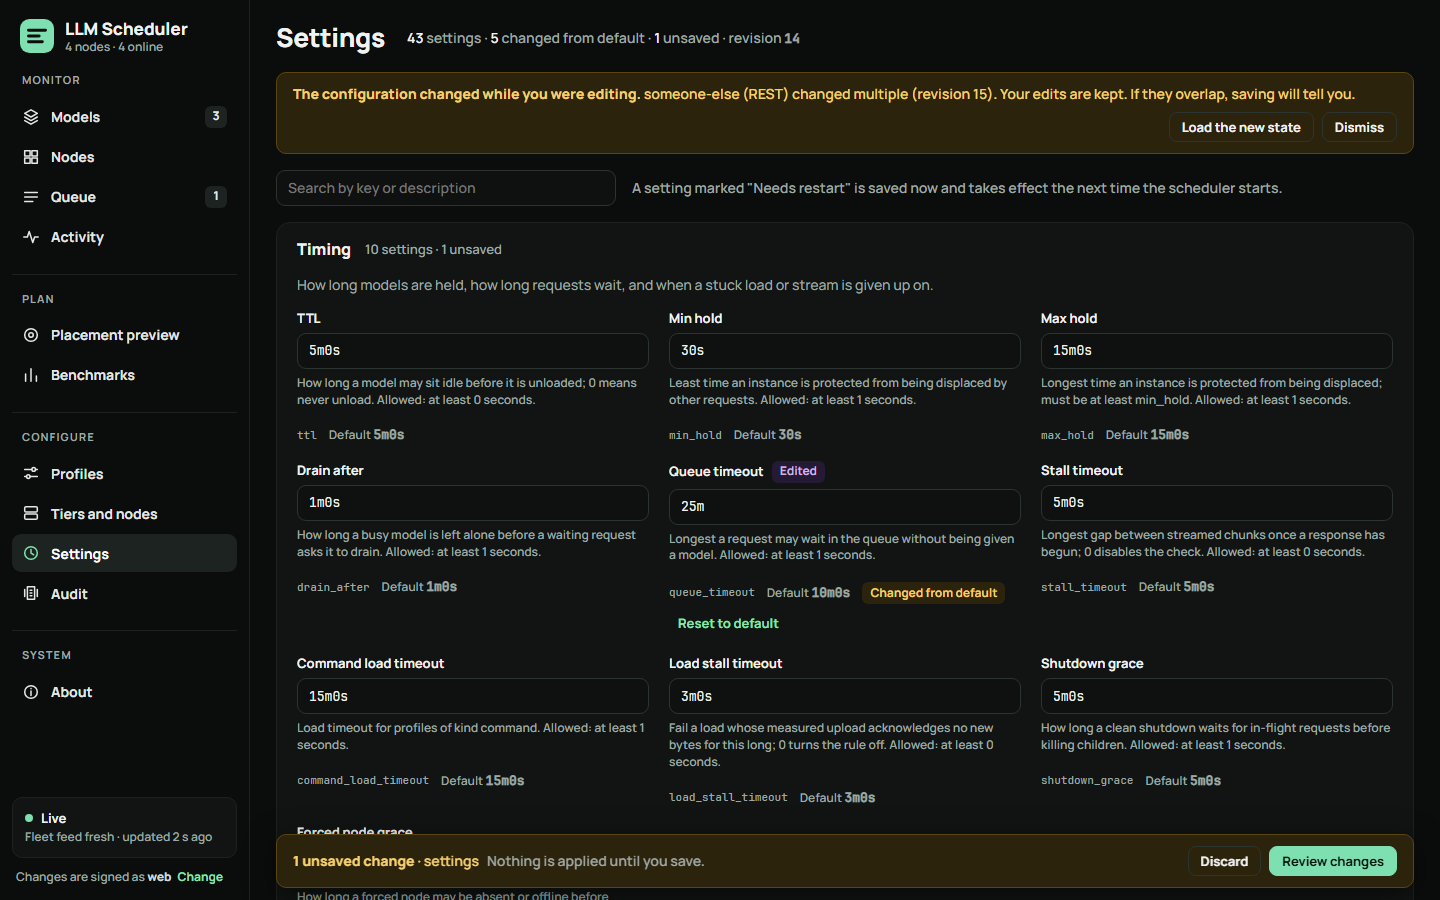 LLM Scheduler
4 nodes · 4 online
MONITOR
Models 3
Nodes
Queue 1
Activity
PLAN
Placement preview
Benchmarks
CONFIGURE
Profiles
Tiers and nodes
Settings
Audit
SYSTEM
About
Live
Fleet feed fresh · updated 2 s ago
Changes are signed as web Change
Settings 43 settings · 5 changed from default · 1 unsaved · revision 14
The configuration changed while you were editing. someone-else (REST) changed multiple (revision 15). Your edits are kept. If they overlap, saving will tell you.
Load the new state Dismiss
Search by key or description
A setting marked "Needs restart" is saved now and takes effect the next time the scheduler starts.
Timing 10 settings · 1 unsaved
How long models are held, how long requests wait, and when a stuck load or stream is given up on.
TTL
5m0s
How long a model may sit idle before it is unloaded; 0 means
never unload. Allowed: at least 0 seconds.
ttl Default 5m0s
Min hold
30s
Least time an instance is protected from being displaced by
other requests. Allowed: at least 1 seconds.
min_hold Default 30s
Max hold
15m0s
Longest time an instance is protected from being displaced;
must be at least min_hold. Allowed: at least 1 seconds.
max_hold Default 15m0s
Drain after
1m0s
How long a busy model is left alone before a waiting request
asks it to drain. Allowed: at least 1 seconds.
drain_after Default 1m0s
Queue timeout Edited
25m
Longest a request may wait in the queue without being given
a model. Allowed: at least 1 seconds.
queue_timeout Default 10m0s Changed from default
Reset to default
Stall timeout
5m0s
Longest gap between streamed chunks once a response has
begun; 0 disables the check. Allowed: at least 0 seconds.
stall_timeout Default 5m0s
Command load timeout
15m0s
Load timeout for profiles of kind command. Allowed: at least 1
seconds.
command_load_timeout Default 15m0s
Load stall timeout
3m0s
Fail a load whose measured upload acknowledges no new
bytes for this long; 0 turns the rule off. Allowed: at least 0
seconds.
load_stall_timeout Default 3m0s
Shutdown grace
5m0s
How long a clean shutdown waits for in-flight requests before
killing children. Allowed: at least 1 seconds.
shutdown_grace Default 5m0s
Forced node grace
1 unsaved change · settings Nothing is applied until you save.
Discard Review changes
How long a forced node may be absent or offline before